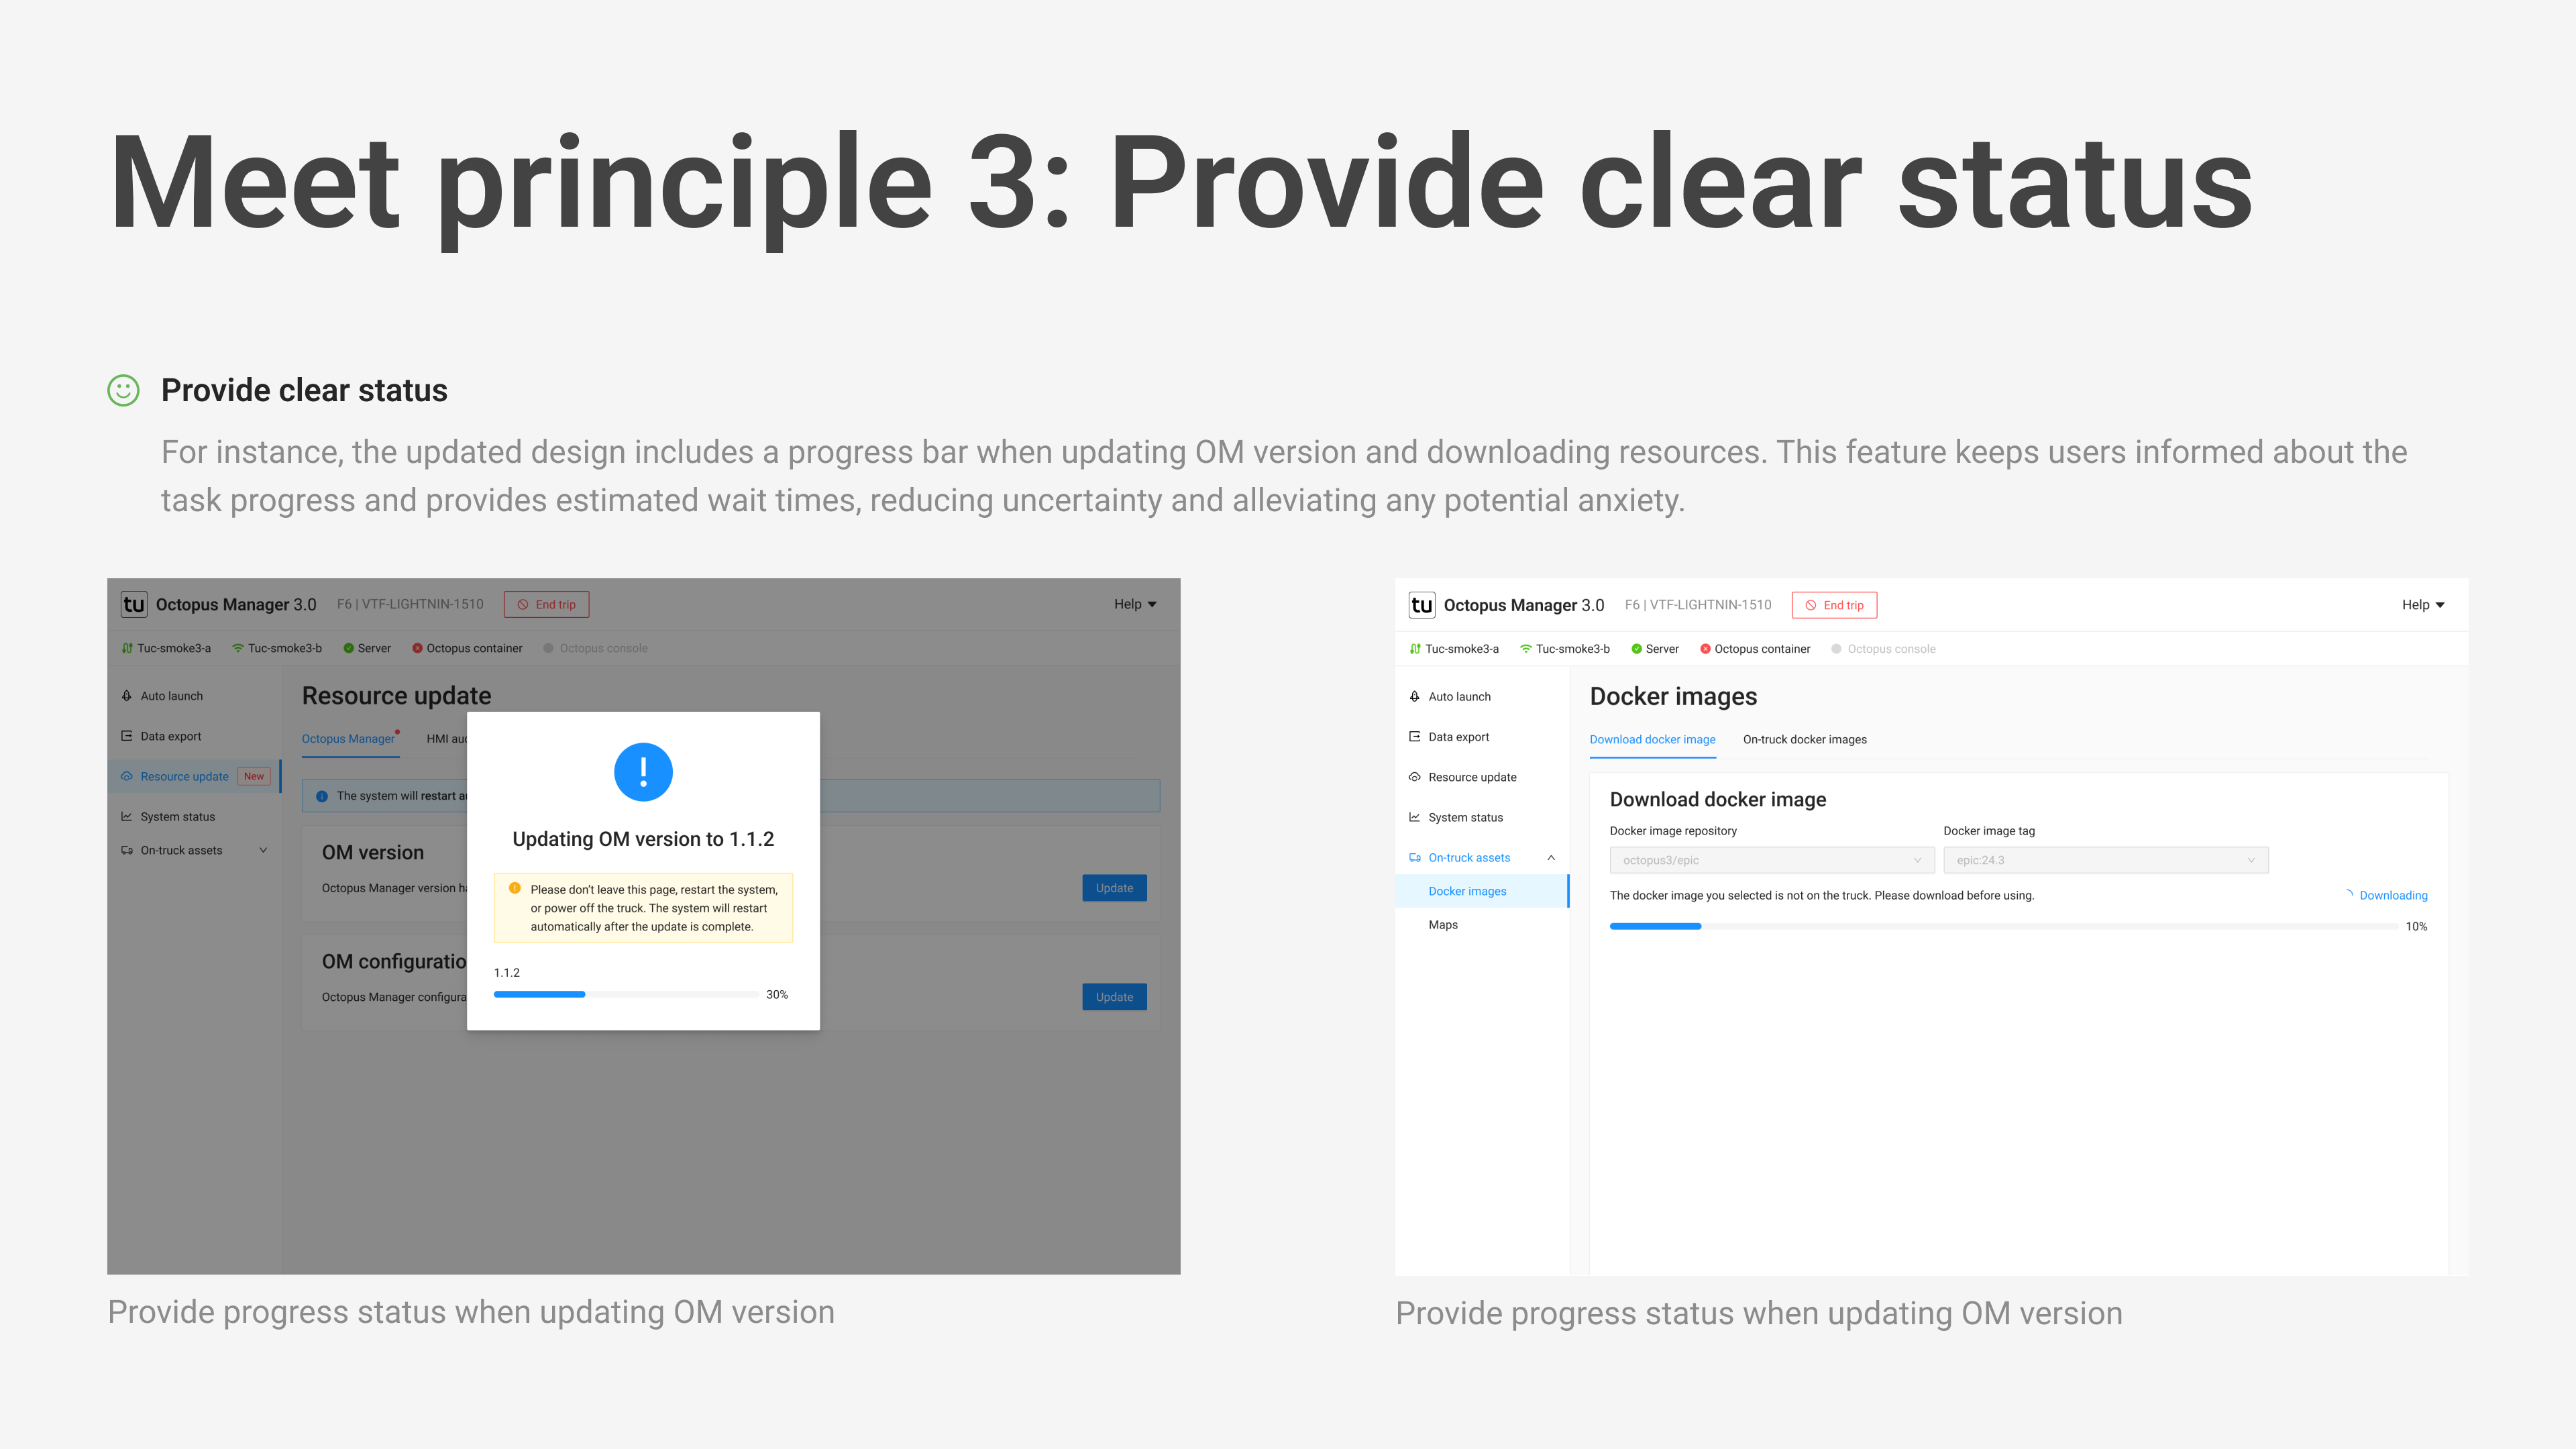 Meet principle 3: Provide clear status
Provide clear status
For instance, the updated design includes a progress bar when updating OM version and downloading resources. This feature keeps users informed about the
task progress and provides estimated wait times, reducing uncertainty and alleviating any potential anxiety.
tu Octopus Manager 3.0 F6 | VTF-LIGHTNIN-1510 End trip Help
Tuc-smoke3-a Tuc-smoke3-b Server Octopus container Octopus console
Auto launch
Data export
Resource update New
System status
On-truck assets
Resource update
Octopus Manager HMI au
The system will restart a
OM version
Octopus Manager version h
Update
OM configuratio
Octopus Manager configura
Update
Updating OM version to 1.1.2
Please don't leave this page, restart the system,
or power off the truck. The system will restart
automatically after the update is complete.
1.1.2
30%
Provide progress status when updating OM version
tu Octopus Manager 3.0 F6 | VTF-LIGHTNIN-1510 End trip Help
Tuc-smoke3-a Tuc-smoke3-b Server Octopus container Octopus console
Auto launch
Data export
Resource update
System status
On-truck assets
Docker images
Maps
Docker images
Download docker image On-truck docker images
Download docker image
Docker image repository Docker image tag
octopus3/epic epic:24.3
The docker image you selected is not on the truck. Please download before using. Downloading
10%
Provide progress status when updating OM version